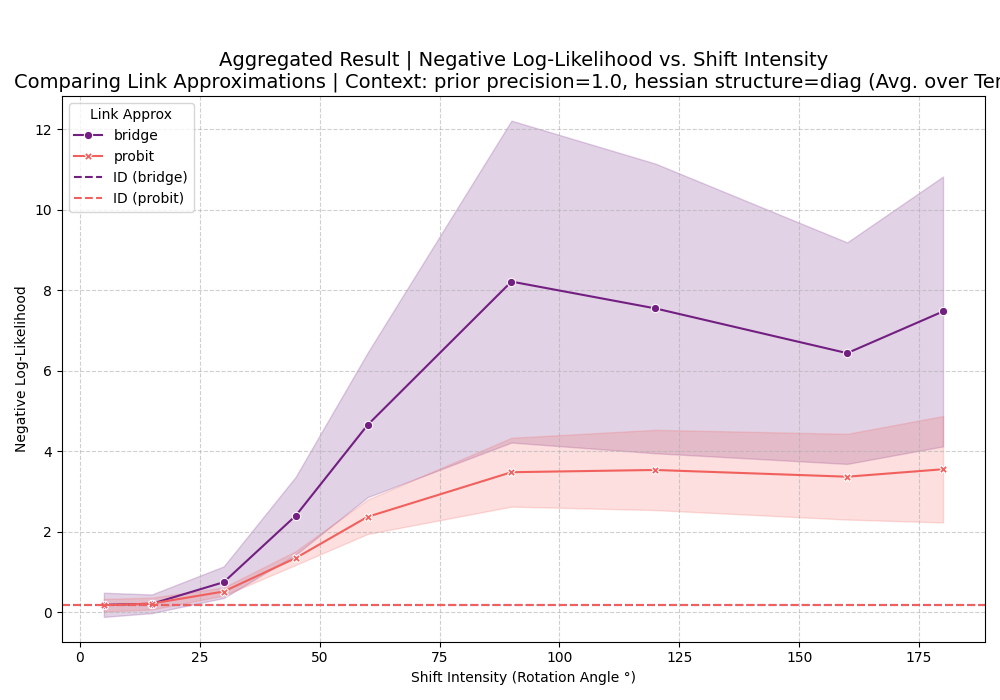 Aggregated Result | Negative Log-Likelihood vs. Shift Intensity
Comparing Link Approximations | Context: prior precision=1.0, hessian structure=diag (Avg. over Ter
Link Approx
bridge
probit
ID (bridge)
ID (probit)
12
10
8
6
4
2
0
Negative Log-Likelihood
0 25 50 75 100 125 150 175
Shift Intensity (Rotation Angle °)